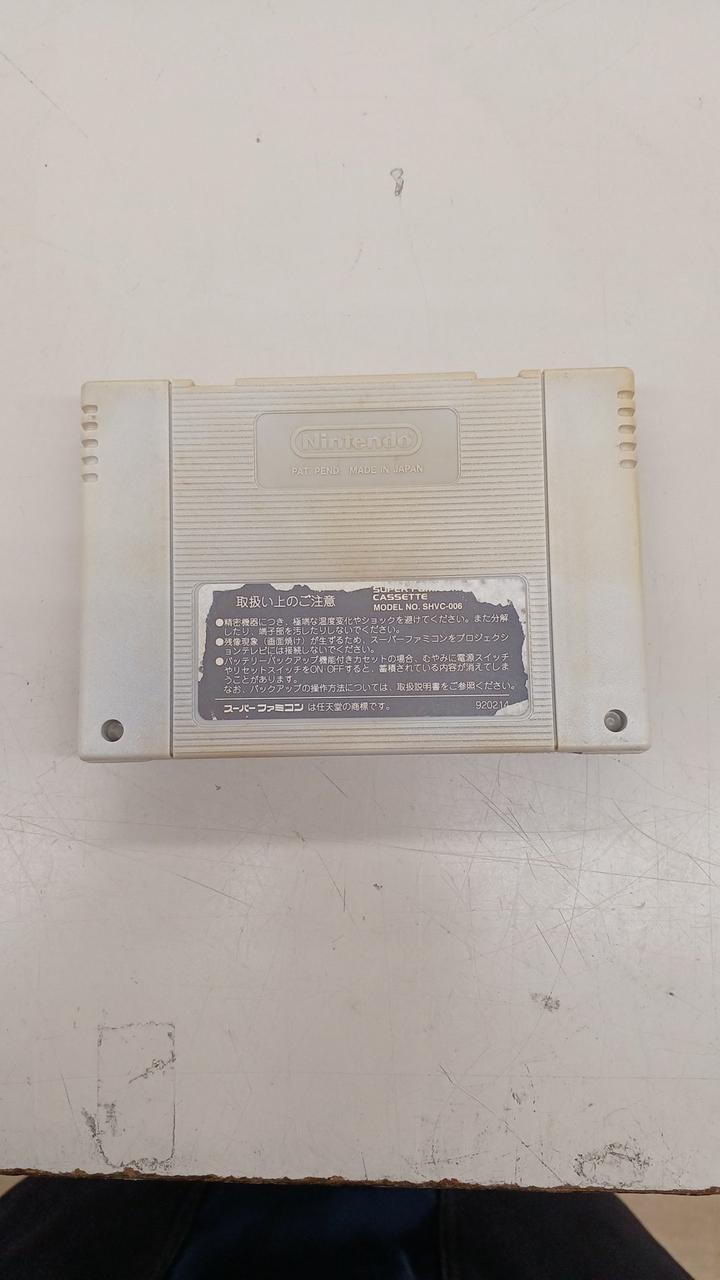 Nintendo
PAT. PEND. MADE IN JAPAN
取扱い上のご注意
CASSETTE
MODEL NO. SHVC-006
●精密機器につき、極端な温度変化やショックを避けてください。また分解
したり、端子部を汚したりしないでください。
●残像現象（画面焼け）が生ずるため、スーパーファミコンをプロジェクシ
ョンテレビには接続しないでください。
●バッテリーバックアップ機能付きカセットの場合、むやみに電源スイッチ
やリセットスイッチをON・OFFすると、蓄積されている内容が消えてしま
うことがあります。
なお、バックアップの操作方法については、取扱説明書をご参照ください。
スーパーファミコン は任天堂の商標です。
920214